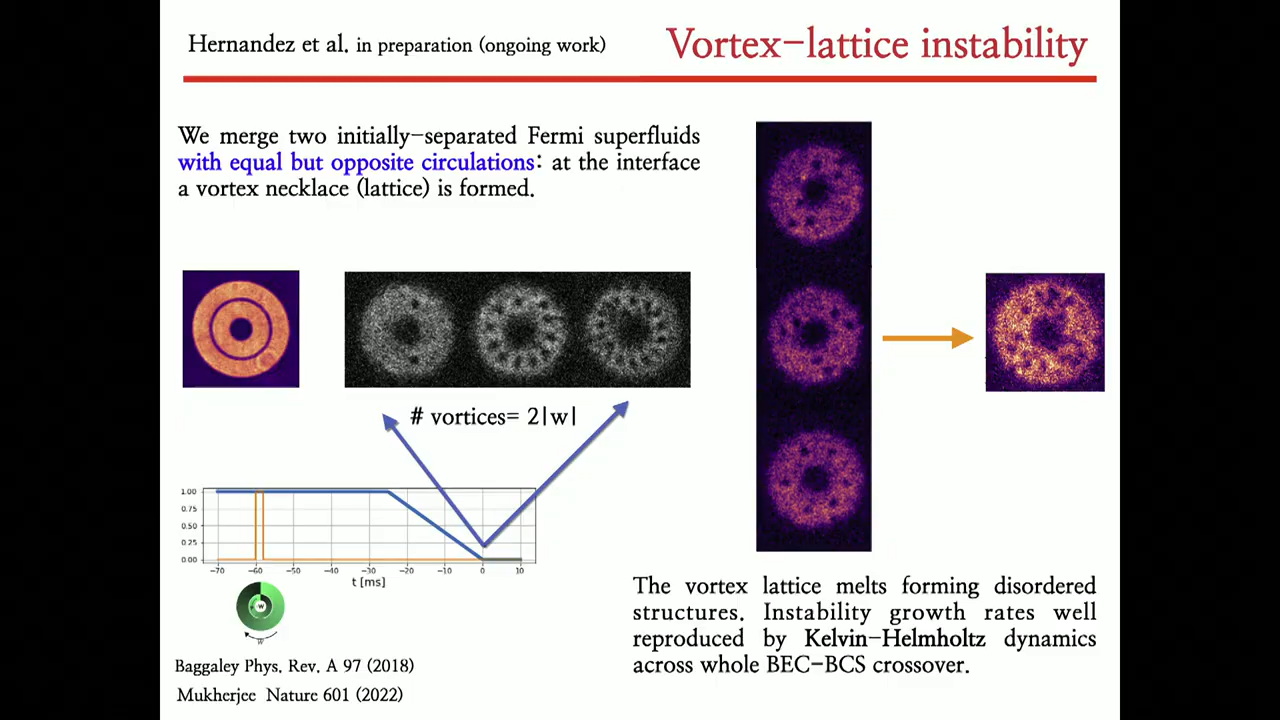 Hernandez et al. in preparation (ongoing work)
Vortex-lattice instability
We merge two initially-separated Fermi superfluids
with equal but opposite circulations: at the interface
a vortex necklace (lattice) is formed.
# vortices= 2|w|
1.00
0.75
0.50
0.25
0.00
−70 −60 −50 −40 −30 −20 −10 0 10
t [ms]
w
w
Baggaley Phys. Rev. A 97 (2018)
Mukherjee Nature 601 (2022)
The vortex lattice melts forming disordered
structures. Instability growth rates well
reproduced by Kelvin-Helmholtz dynamics
across whole BEC-BCS crossover.